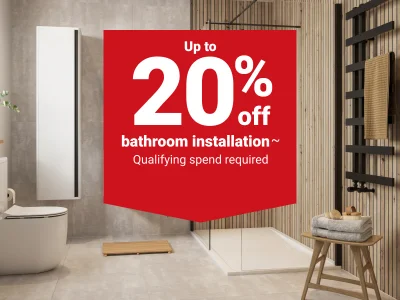 Up to
20%
off
bathroom installation~
Qualifying spend required